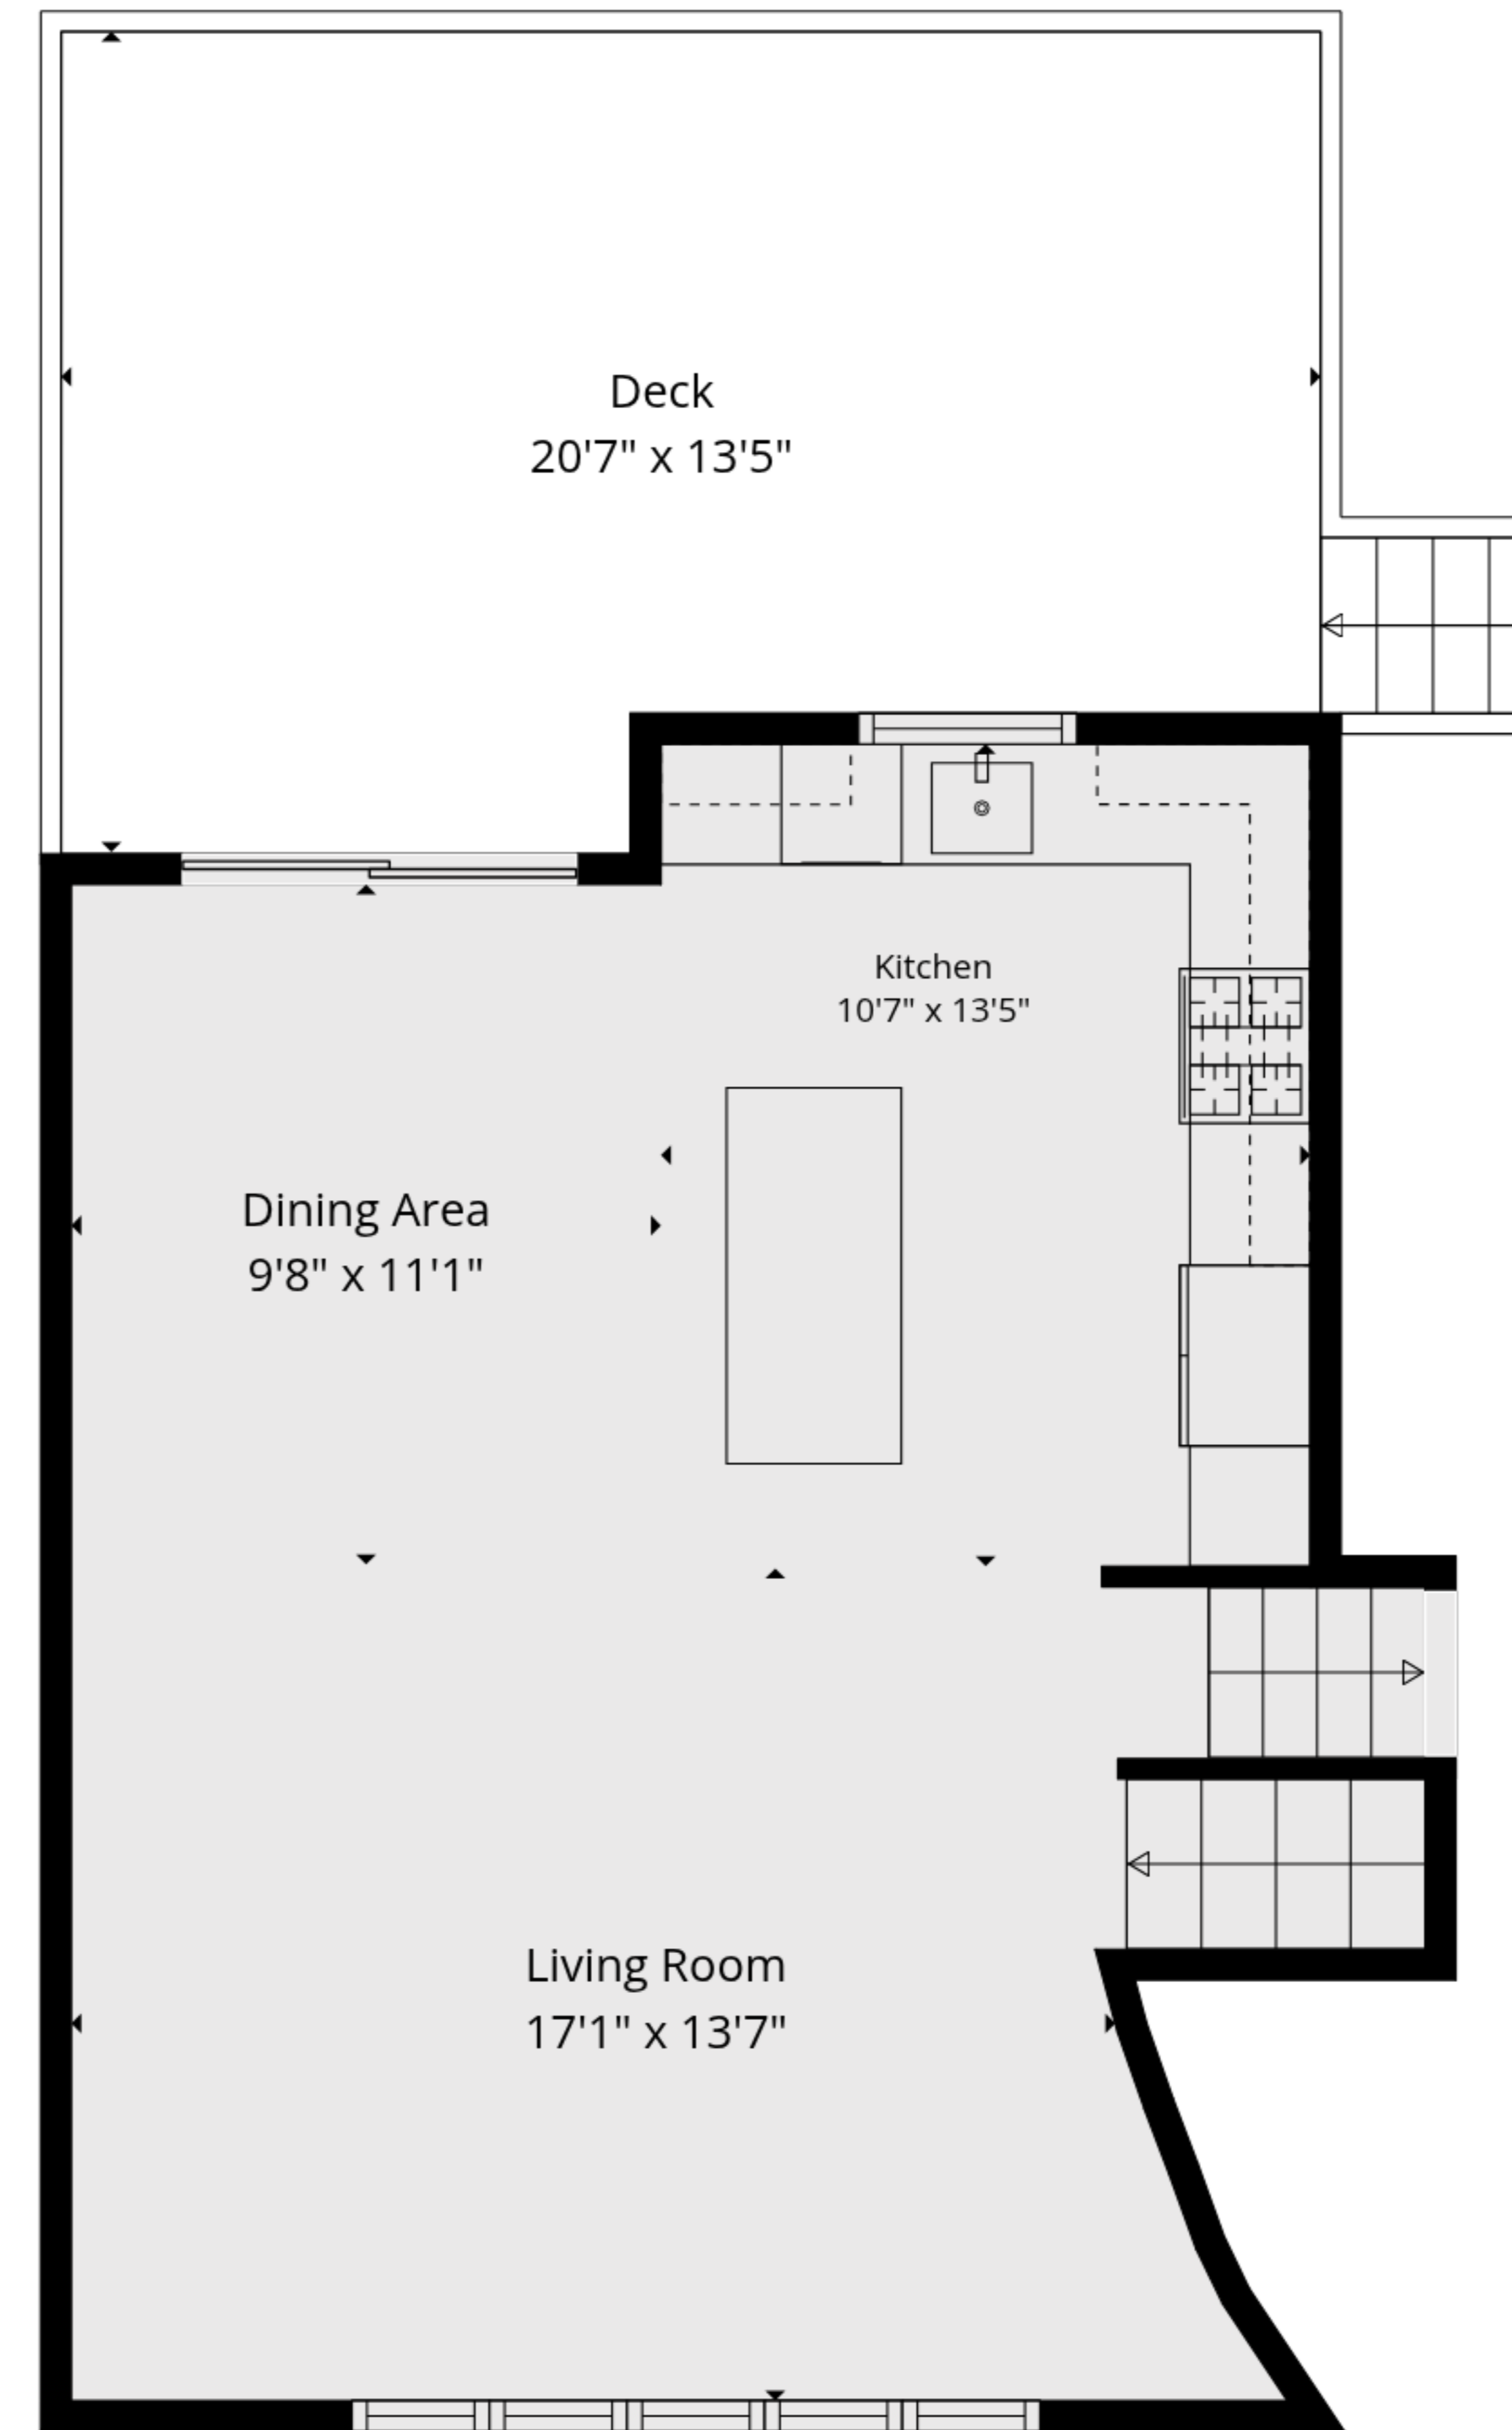 Deck
20'7" x 13'5"
Kitchen
10'7" x 13'5"
Dining Area
9'8" x 11'1"
Living Room
17'1" x 13'7"